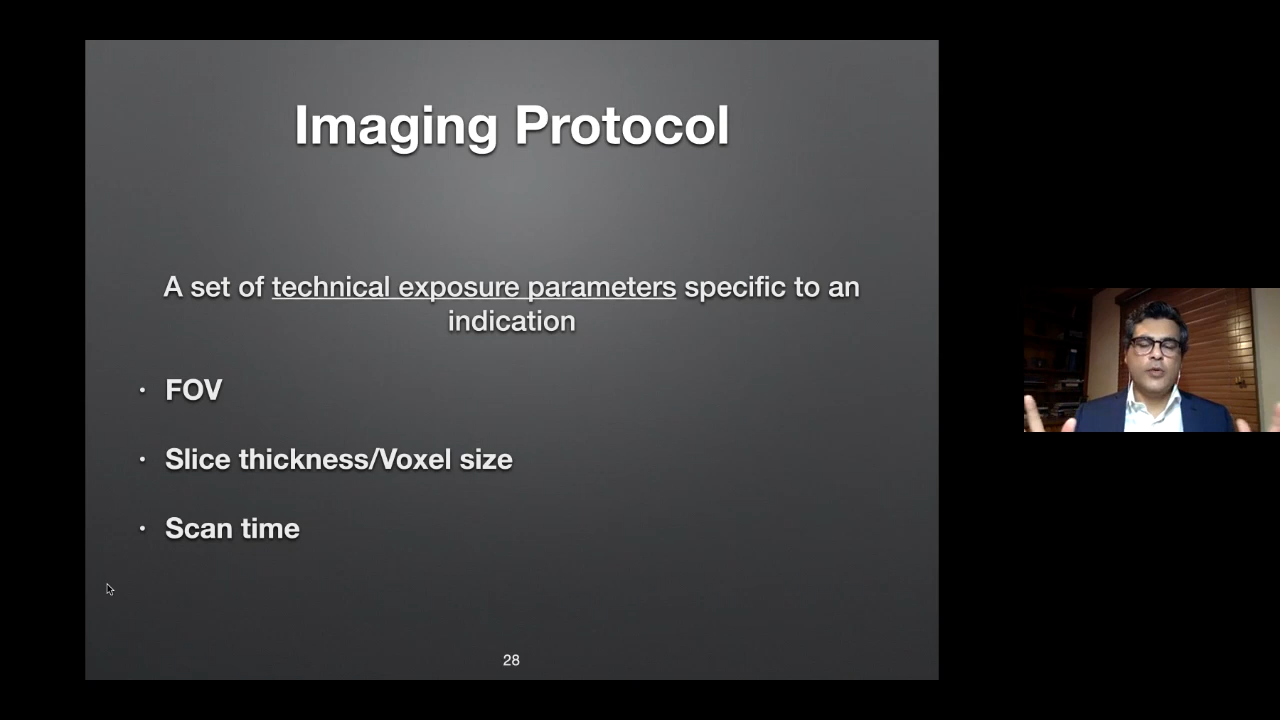 Imaging Protocol
A set of technical exposure parameters specific to an
indication
• FOV
• Slice thickness/Voxel size
• Scan time
28